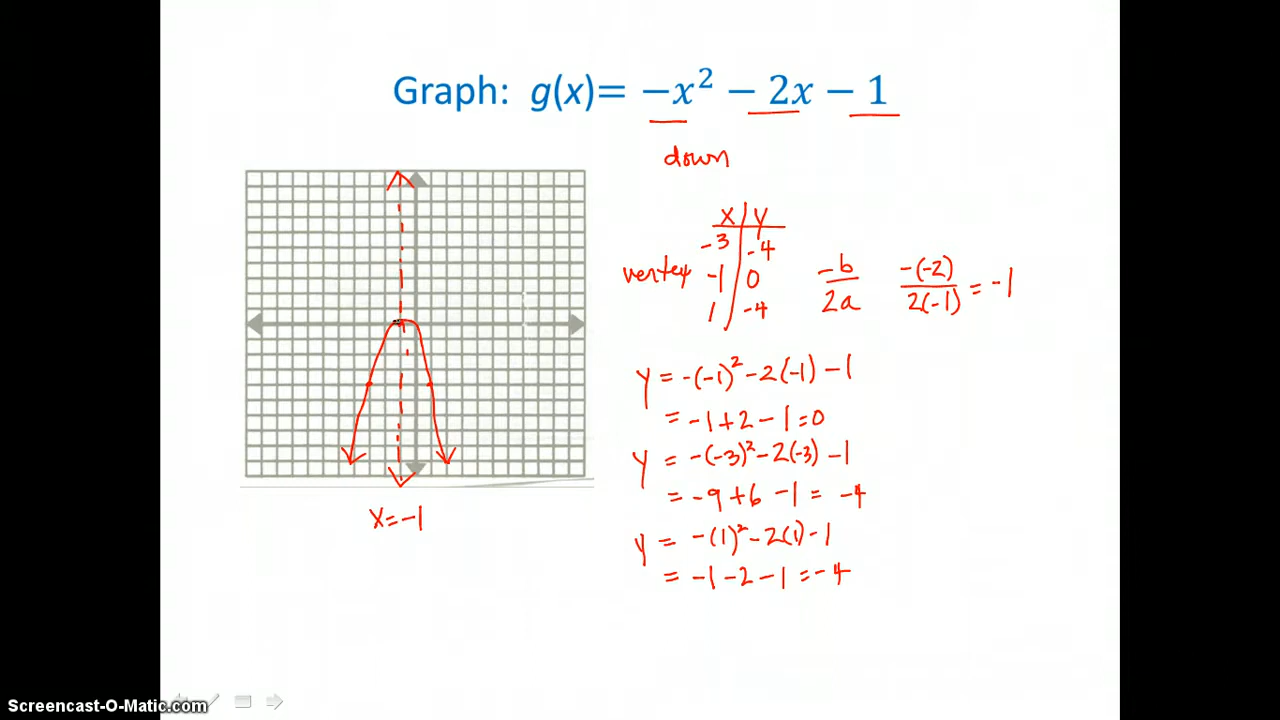 Graph: g(x)= −x² − 2x − 1
down
x | y
-3 | -4
vertex -1 | 0
1 | -4
-b/2a -(-2)/2(-1) = -1
y = -(-1)² -2(-1) -1
= -1+2-1=0
y = -(-3)² -2(-3) -1
= -9+6-1= -4
y = -(1)² -2(1) -1
= -1-2-1=-4
x=-1
Screencast-O-Matic.com